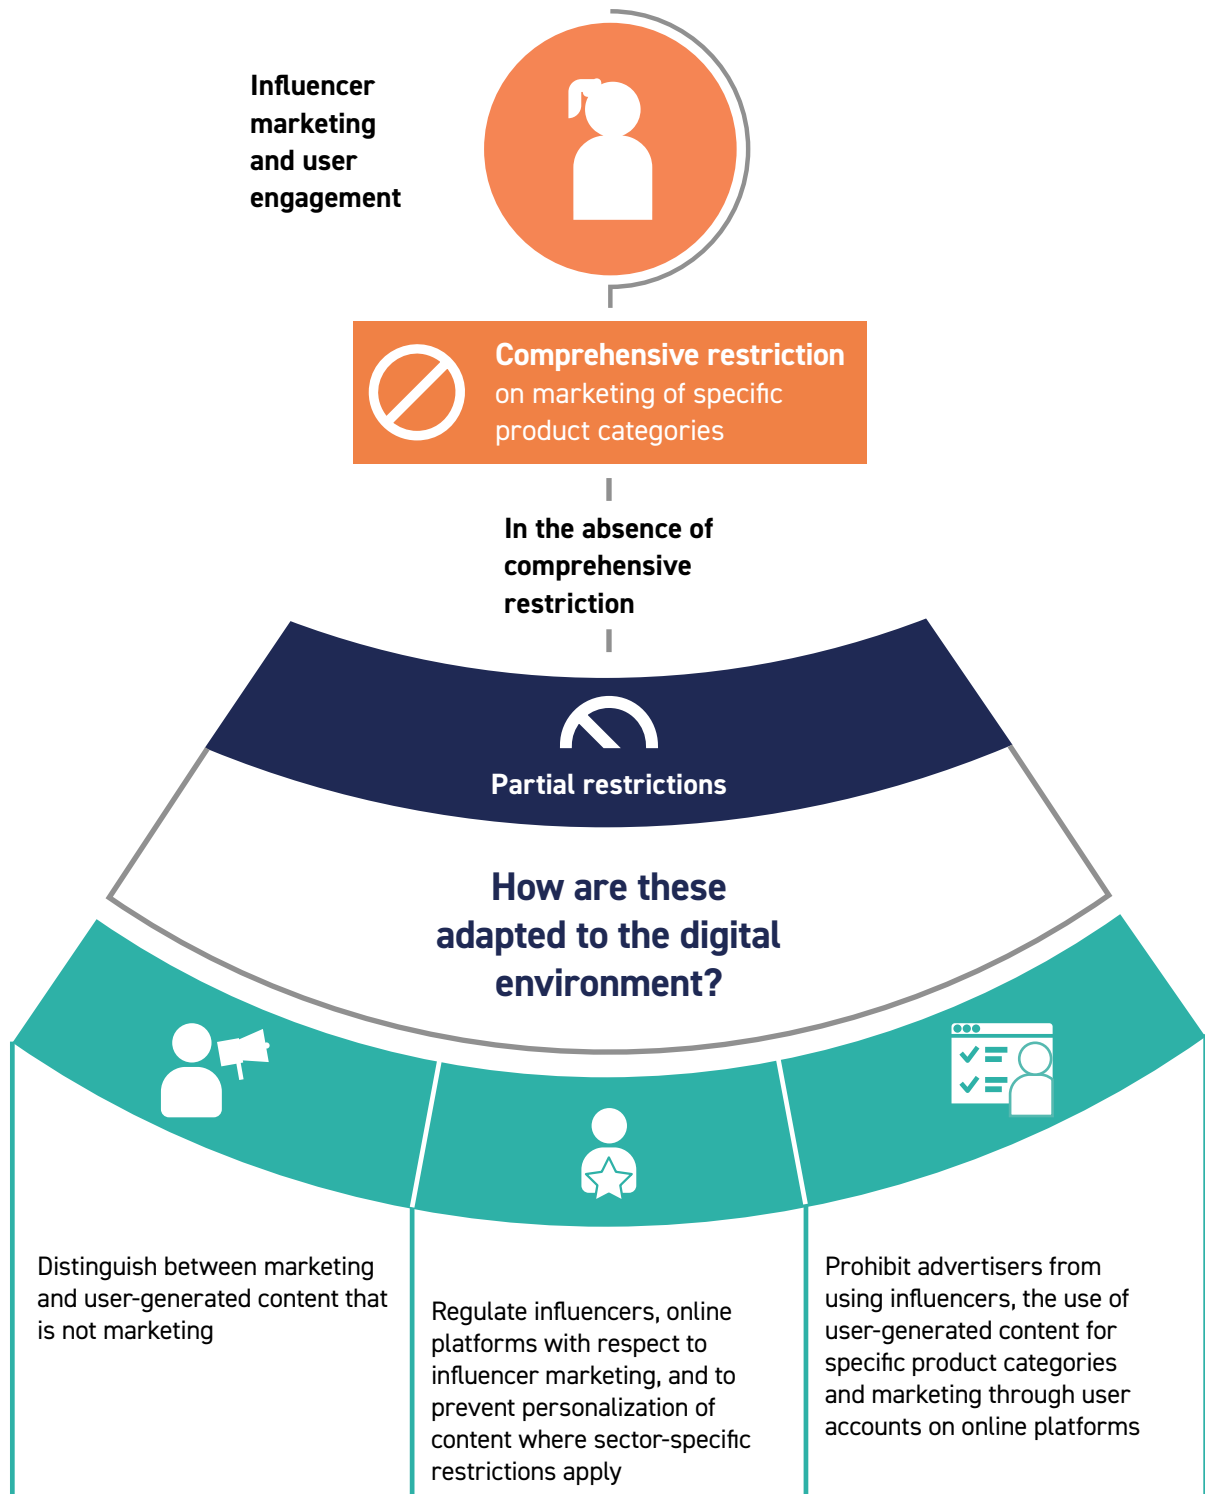 Influencer
marketing
and user
engagement
Comprehensive restriction
on marketing of specific
product categories
In the absence of
comprehensive
restriction
Partial restrictions
How are these
adapted to the digital
environment?
Distinguish between marketing
and user-generated content that
is not marketing
Regulate influencers, online
platforms with respect to
influencer marketing, and to
prevent personalization of
content where sector-specific
restrictions apply
Prohibit advertisers from
using influencers, the use of
user-generated content for
specific product categories
and marketing through user
accounts on online platforms